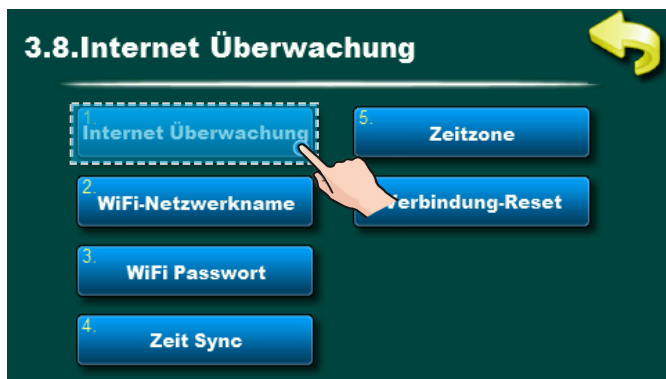 3.8.Internet Überwachung
1.
Internet Überwachung
2.
WiFi-Netzwerkname
3.
WiFi Passwort
4.
Zeit Sync
5.
Zeitzone
Verbindung-Reset